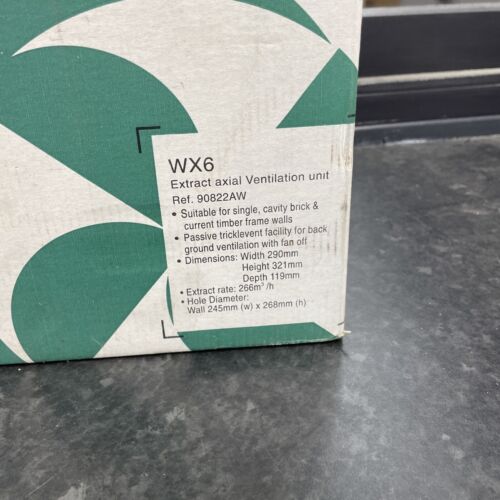 WX6
Extract axial Ventilation unit
Ref. 90822AW
• Suitable for single, cavity brick &
current timber frame walls
• Passive tricklevent facility for back
ground ventilation with fan off
• Dimensions: Width 290mm
Height 321mm
Depth 119mm
• Extract rate: 266m³/h
• Hole Diameter:
Wall 245mm (w) x 268mm (h)